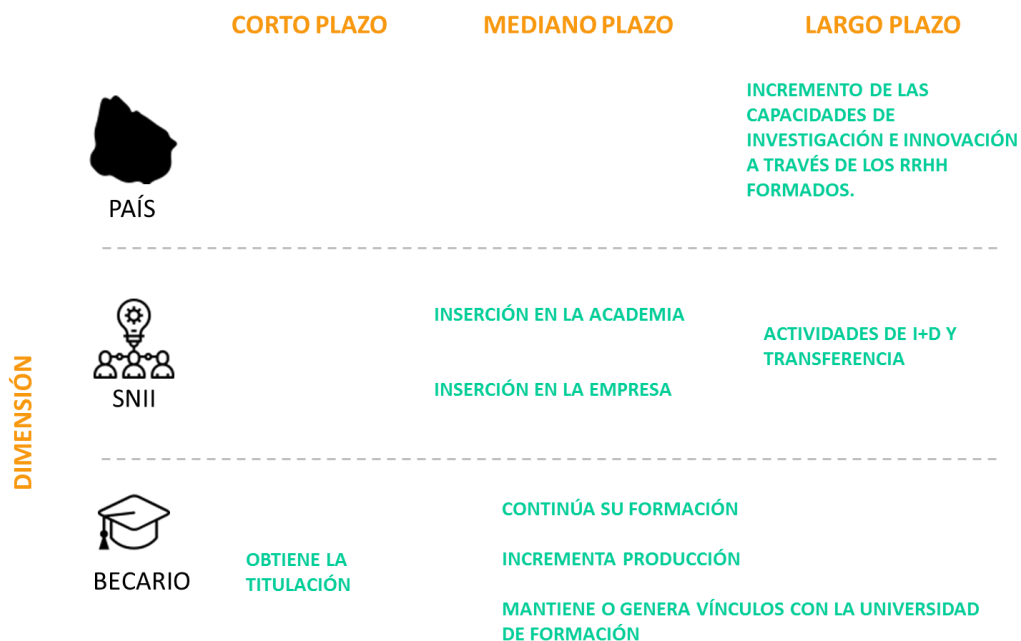 CORTO PLAZO
MEDIANO PLAZO
LARGO PLAZO
INCREMENTO DE LAS
CAPACIDADES DE
INVESTIGACIÓN E INNOVACIÓN
A TRAVÉS DE LOS RRHH
FORMADOS.
PAÍS
DIMENSIÓN
INSERCIÓN EN LA ACADEMIA
INSERCIÓN EN LA EMPRESA
ACTIVIDADES DE I+D Y
TRANSFERENCIA
SNII
BECARIO
OBTIENE LA
TITULACIÓN
CONTINÚA SU FORMACIÓN
INCREMENTA PRODUCCIÓN
MANTIENE O GENERA VÍNCULOS CON LA UNIVERSIDAD
DE FORMACIÓN